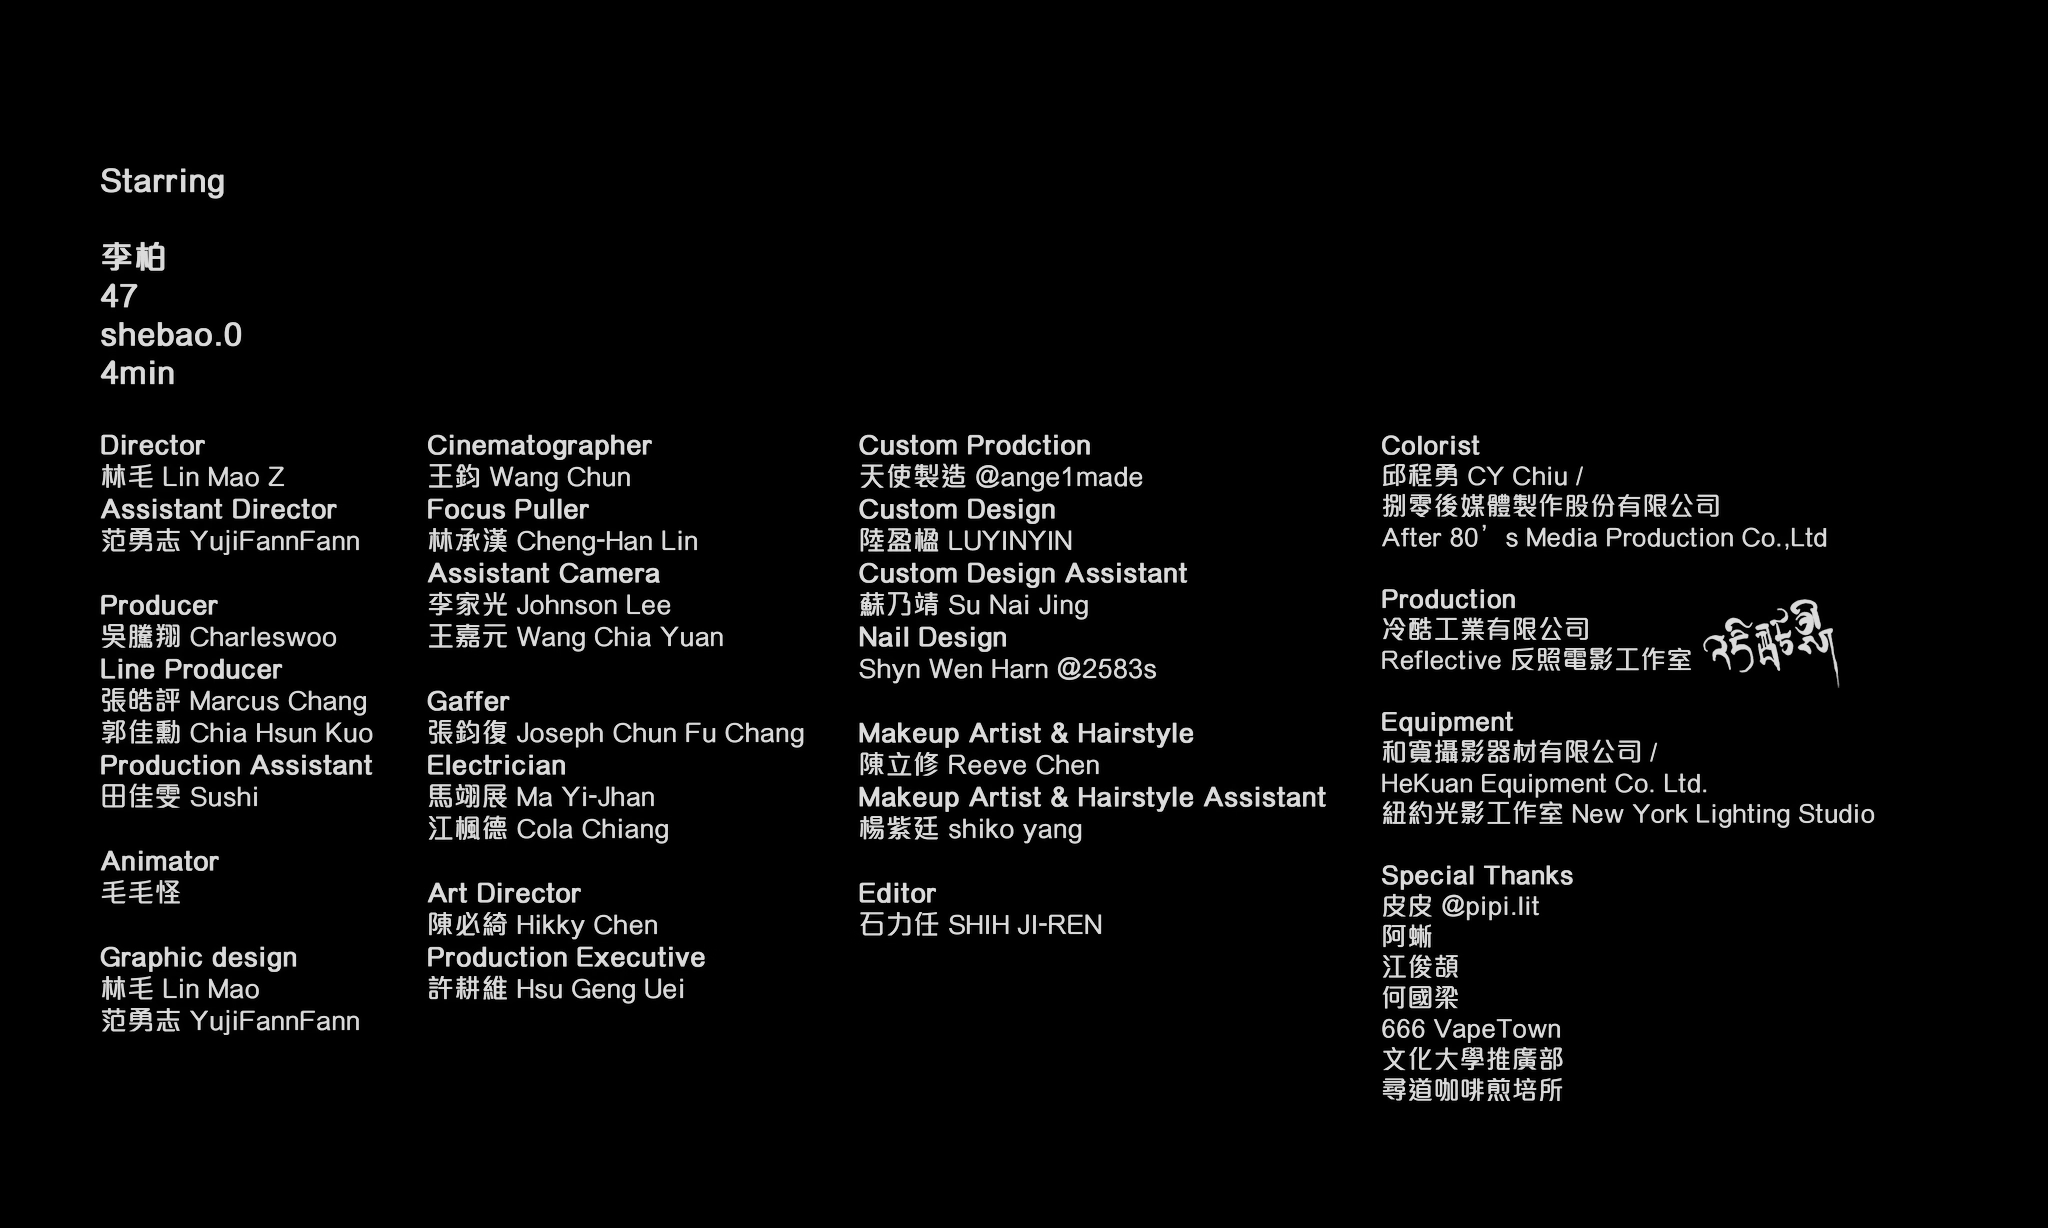 Starring
李柏
47
shebao.0
4min
Director
林毛 Lin Mao Z
Assistant Director
范勇志 YujiFannFann
Producer
吳騰翔 Charleswoo
Line Producer
張皓評 Marcus Chang
郭佳勳 Chia Hsun Kuo
Production Assistant
田佳雯 Sushi
Animator
毛毛怪
Graphic design
林毛 Lin Mao
范勇志 YujiFannFann
Cinematographer
王鈞 Wang Chun
Focus Puller
林承漢 Cheng-Han Lin
Assistant Camera
李家光 Johnson Lee
王嘉元 Wang Chia Yuan
Gaffer
張鈞復 Joseph Chun Fu Chang
Electrician
馬翊展 Ma Yi-Jhan
江楓德 Cola Chiang
Art Director
陳必綺 Hikky Chen
Production Executive
許耕維 Hsu Geng Uei
Custom Prodction
天使製造 @ange1made
Custom Design
陸盈楹 LUYINYIN
Custom Design Assistant
蘇乃靖 Su Nai Jing
Nail Design
Shyn Wen Harn @2583s
Makeup Artist & Hairstyle
陳立修 Reeve Chen
Makeup Artist & Hairstyle Assistant
楊紫廷 shiko yang
Editor
石力任 SHIH JI-REN
Colorist
邱程勇 CY Chiu /
捌零後媒體製作股份有限公司
After 80’s Media Production Co.,Ltd
Production
冷酷工業有限公司
Reflective 反照電影工作室
Equipment
和寬攝影器材有限公司 /
HeKuan Equipment Co. Ltd.
紐約光影工作室 New York Lighting Studio
Special Thanks
皮皮 @pipi.lit
阿蜥
江俊頡
何國梁
666 VapeTown
文化大學推廣部
尋道咖啡煎培所